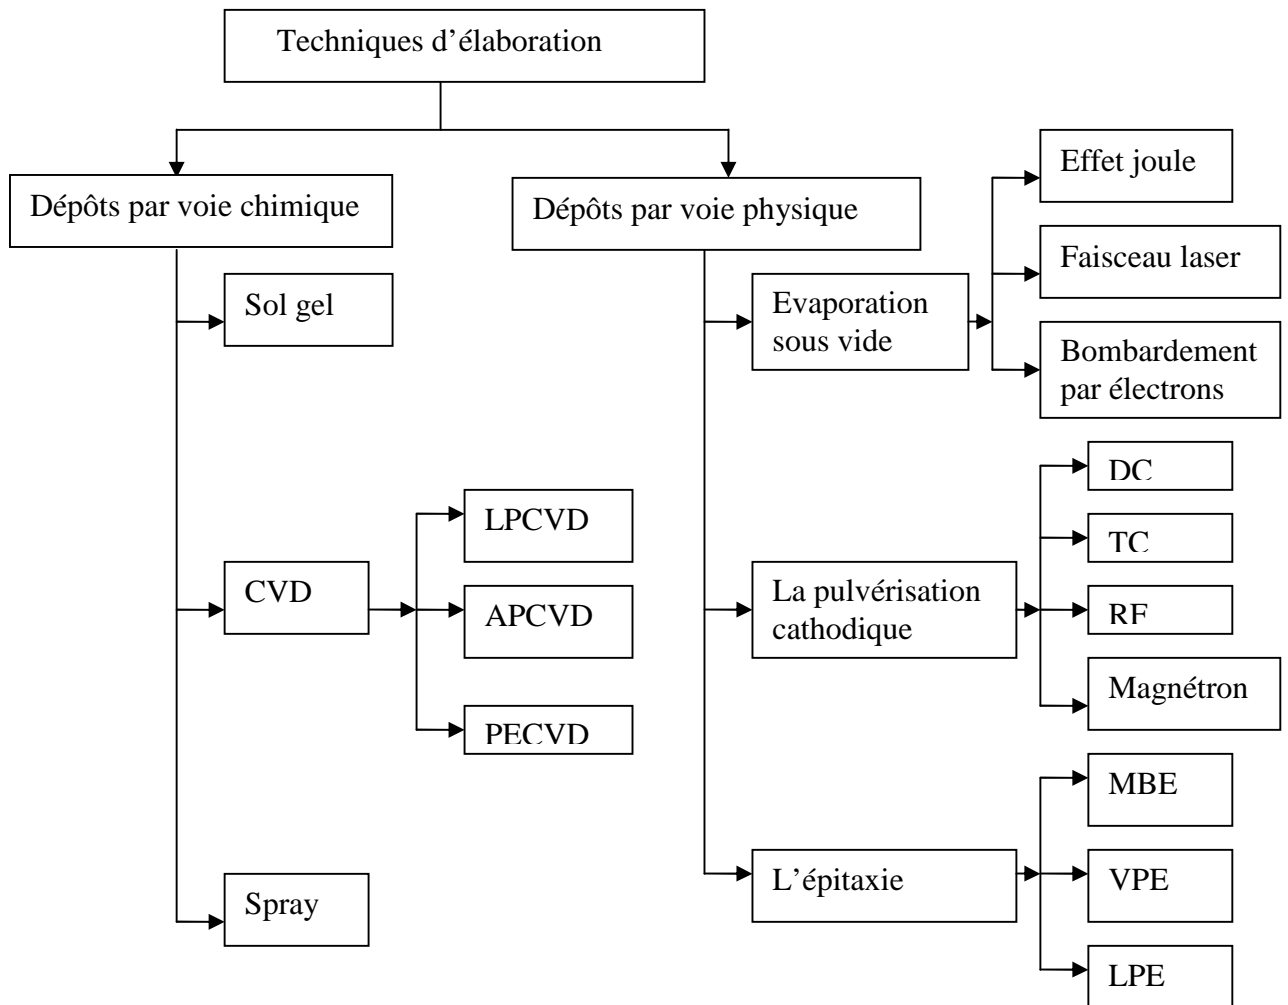 Techniques d’élaboration
Dépôts par voie chimique
Dépôts par voie physique
Sol gel
CVD
LPCVD
APCVD
PECVD
Spray
Evaporation
sous vide
Effet joule
Faisceau laser
Bombardement
par électrons
La pulvérisation
cathodique
DC
TC
RF
Magnétron
L’épitaxie
MBE
VPE
LPE